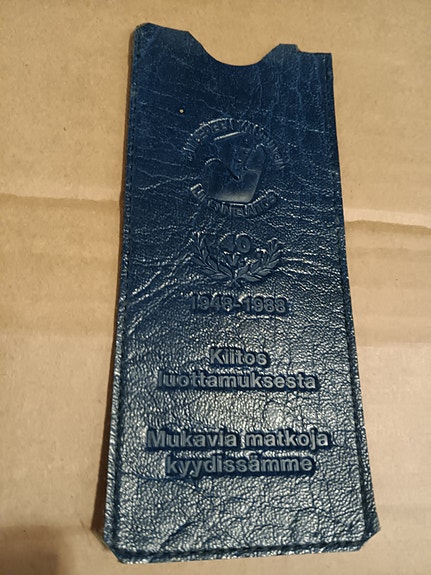 40
V
1948-1988
Kiitos
luottamuksesta
Mukavia matkoja
kyydissämme